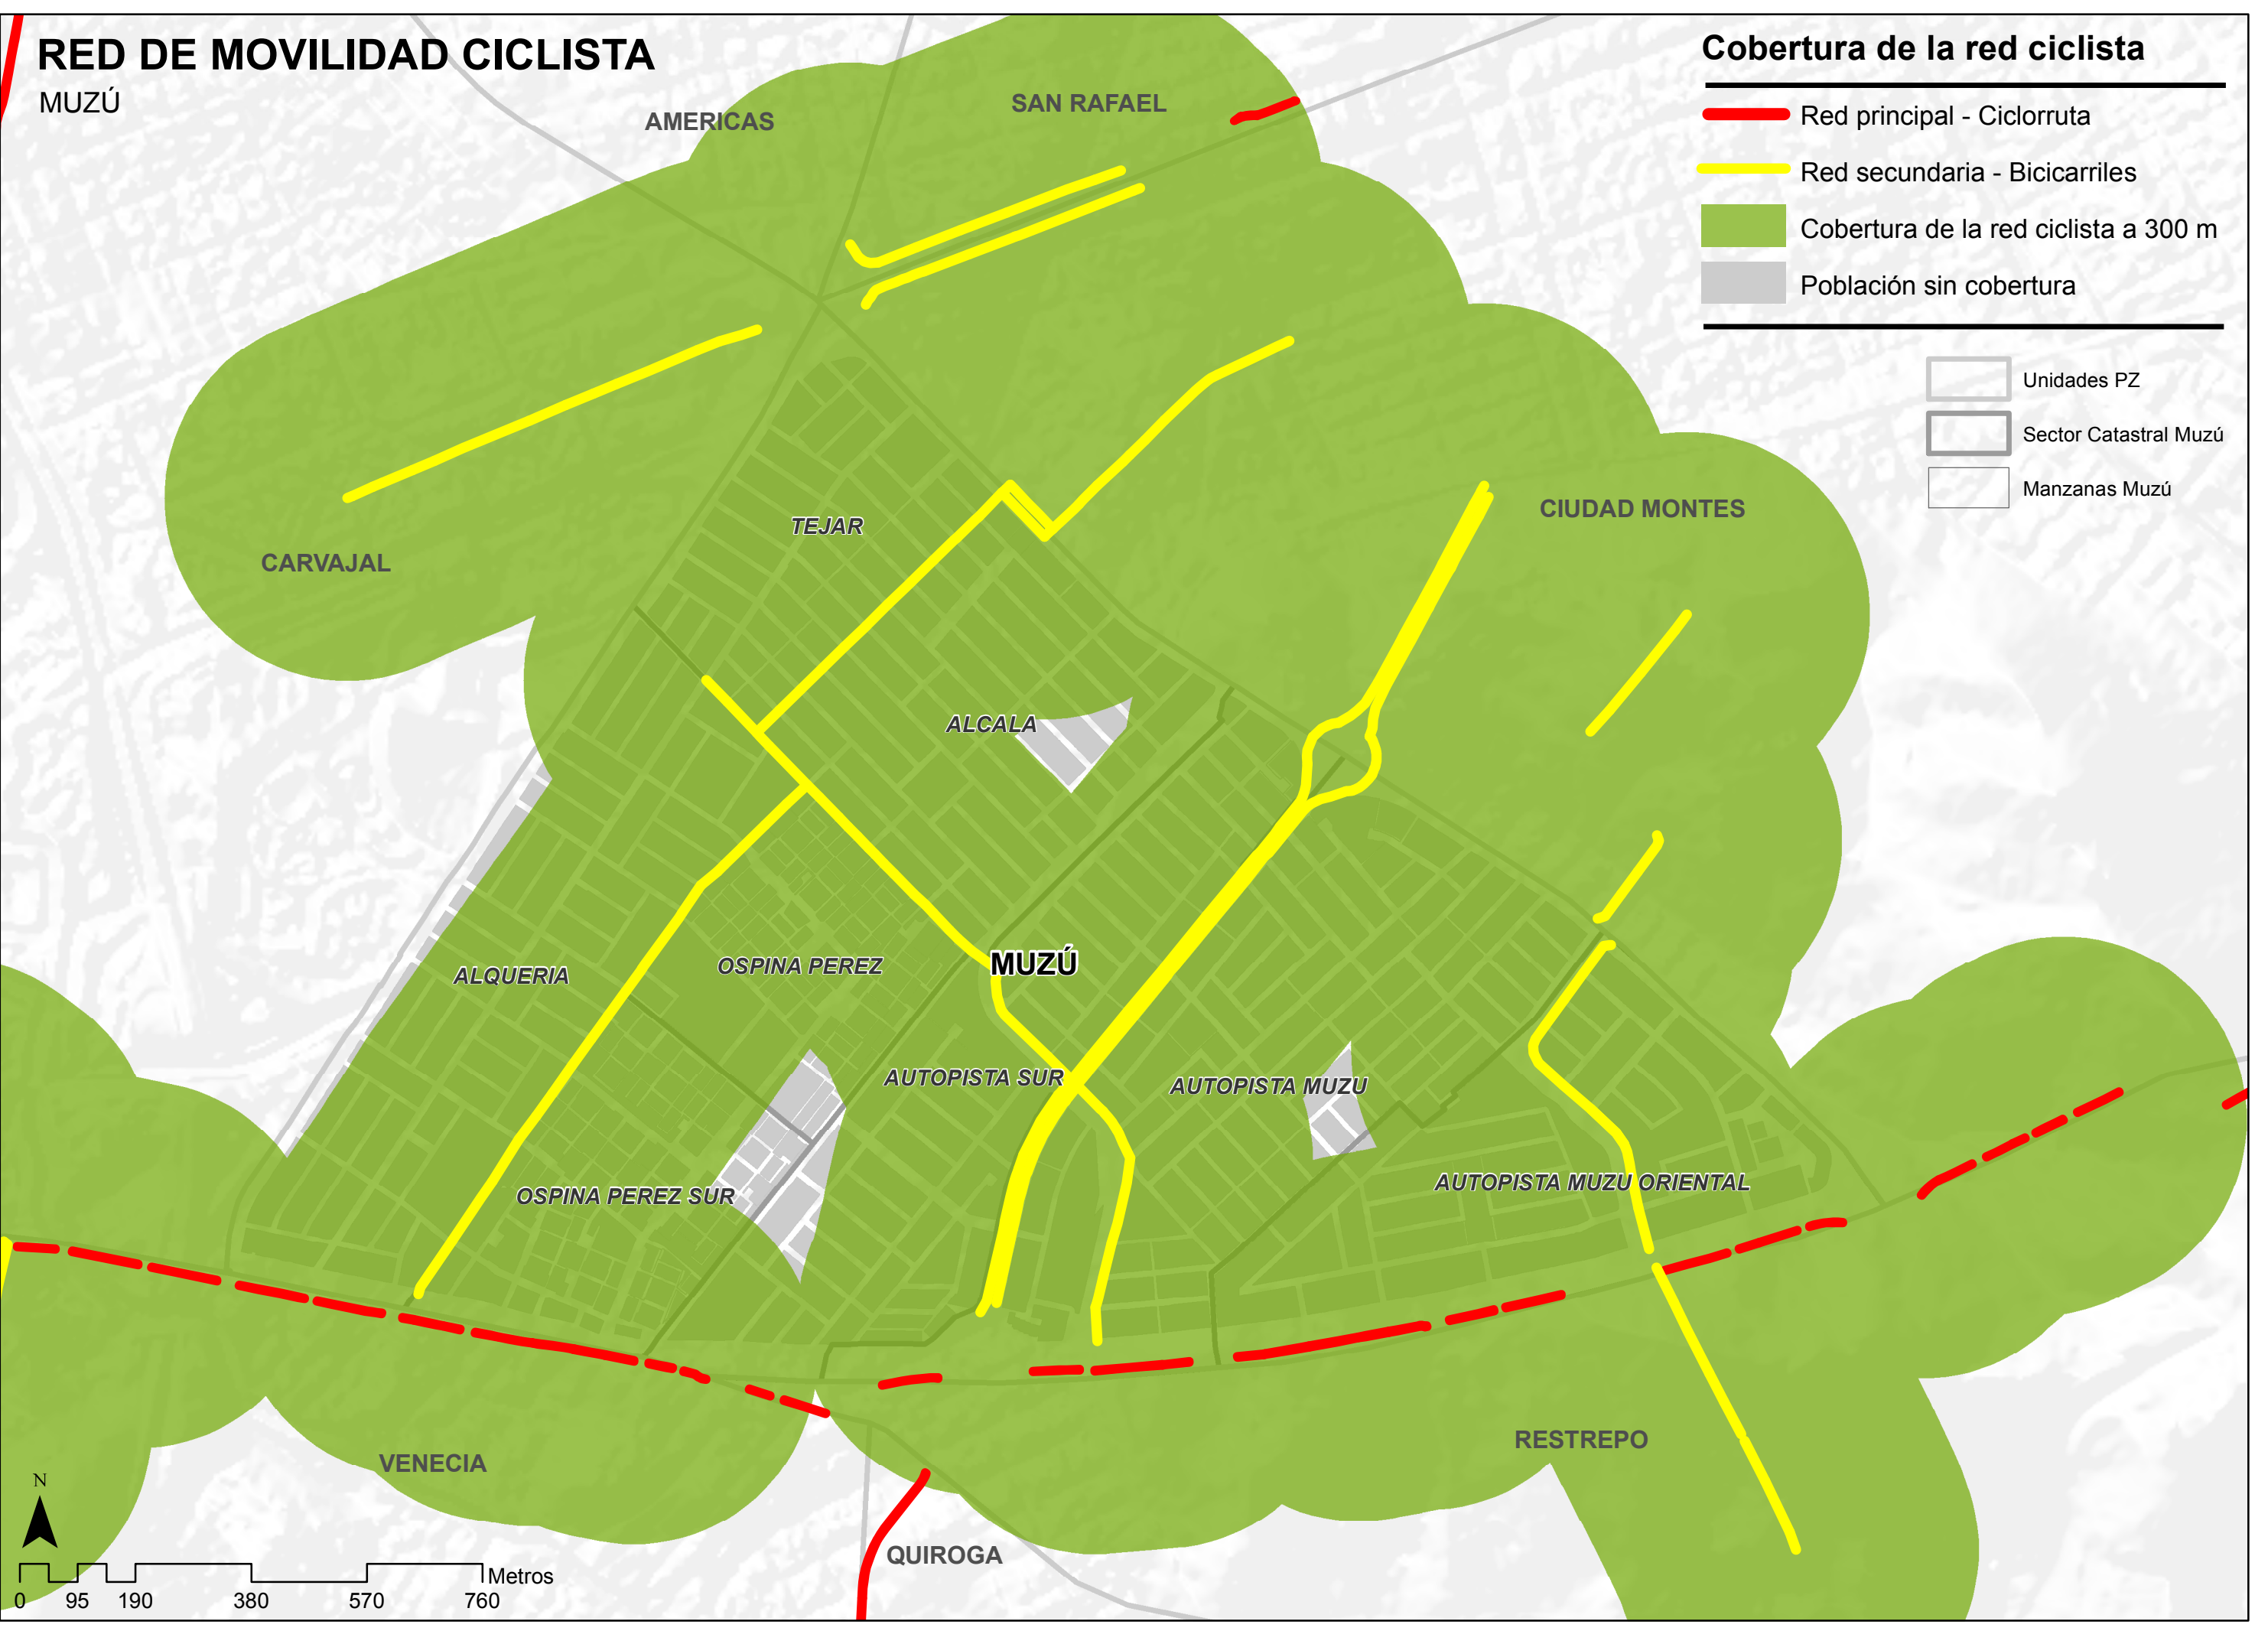 RED DE MOVILIDAD CICLISTA
MUZÚ
Cobertura de la red ciclista
Red principal - Ciclorruta
Red secundaria - Bicicarriles
Cobertura de la red ciclista a 300 m
Población sin cobertura
Unidades PZ
Sector Catastral Muzú
Manzanas Muzú
AMERICAS
SAN RAFAEL
CIUDAD MONTES
TEJAR
CARVAJAL
ALCALA
MUZÚ
OSPINA PEREZ
ALQUERIA
AUTOPISTA SUR
AUTOPISTA MUZU
AUTOPISTA MUZU ORIENTAL
OSPINA PEREZ SUR
RESTREPO
VENECIA
QUIROGA
N
Metros
0 95 190 380 570 760